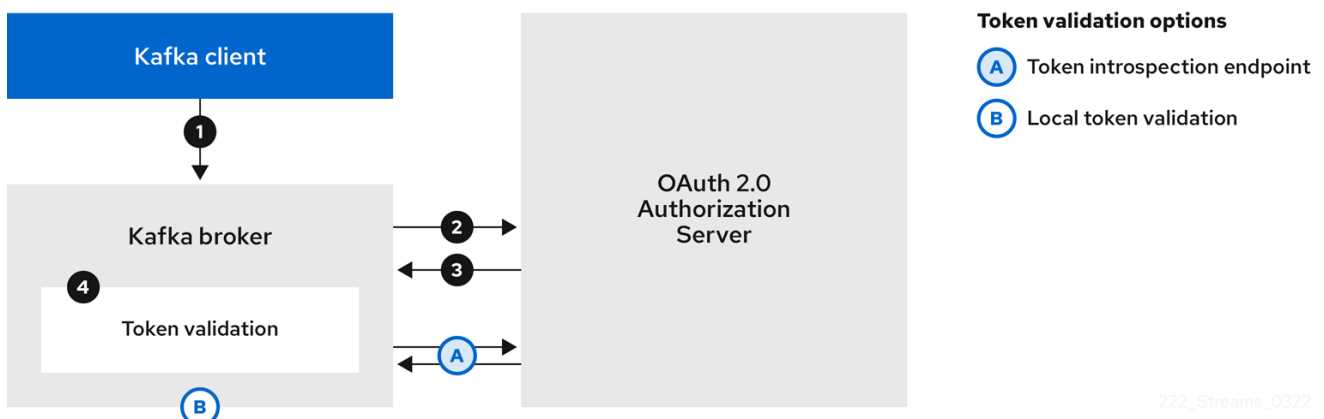 Kafka client
1
Kafka broker
2
3
4
Token validation
A
B
OAuth 2.0
Authorization
Server
Token validation options
A Token introspection endpoint
B Local token validation
222_Streams_0322